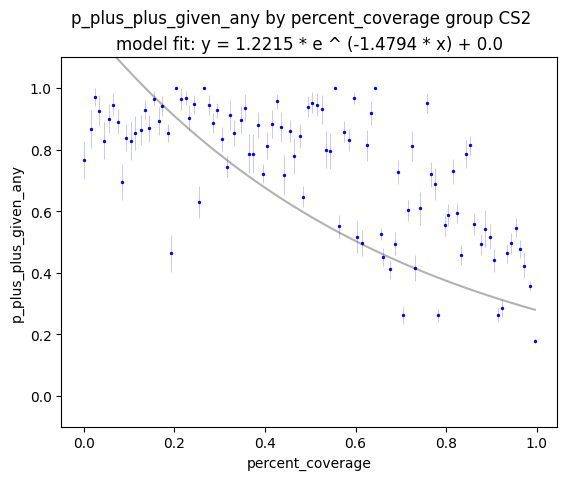 p_plus_plus_given_any by percent_coverage group CS2
model fit: y = 1.2215 * e ^ (-1.4794 * x) + 0.0
1.0
0.8
0.6
0.4
0.2
0.0
p_plus_plus_given_any
0.0 0.2 0.4 0.6 0.8 1.0
percent_coverage